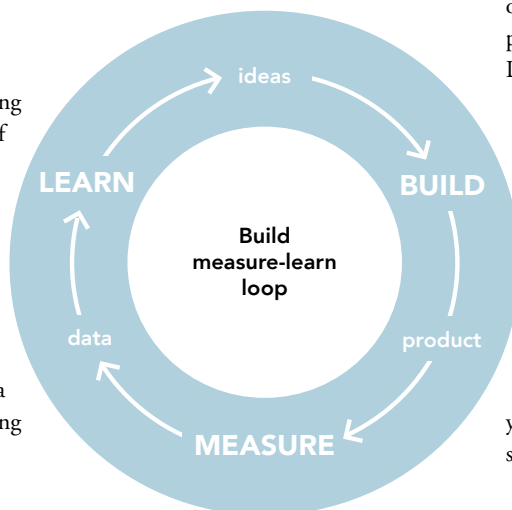 ideas
LEARN
BUILD
Build
measure-learn
loop
data
product
MEASURE